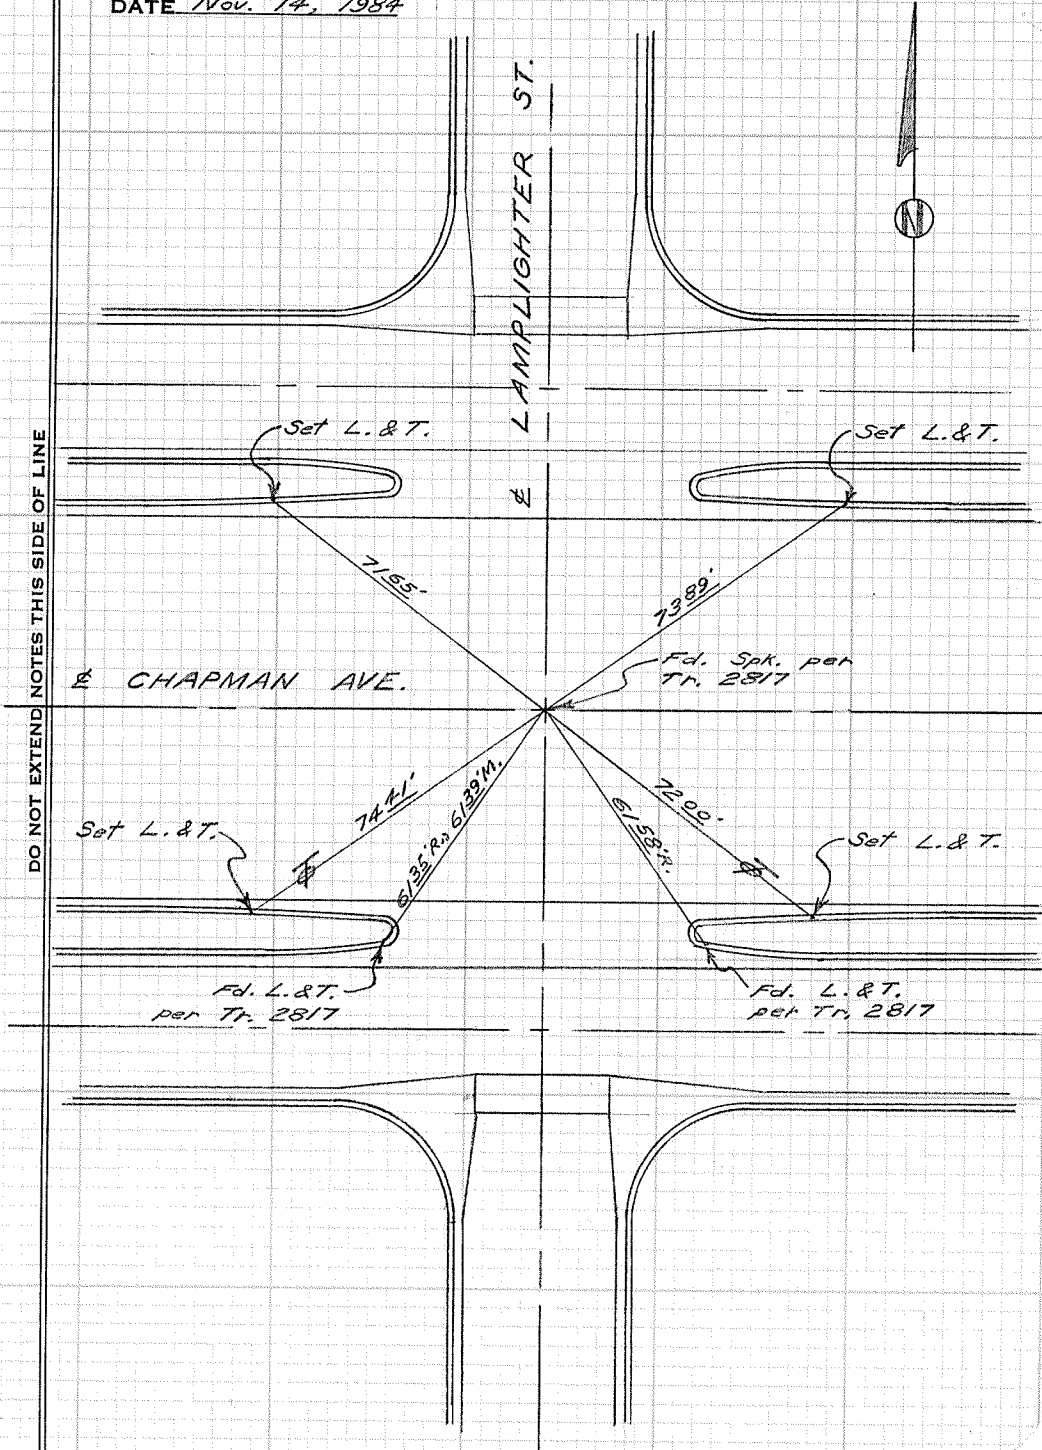 DATE Nov. 14, 1984
℄ LAMPLIGHTER ST.
N
Set L. & T.
Set L. & T.
71.55'
73.89'
Fd. Spk. per
Tr. 2817
℄ CHAPMAN AVE.
DO NOT EXTEND NOTES THIS SIDE OF LINE
74.41'
61.35' R., 61.39' M.
61.58' R.
72.00'
Set L. & T.
Set L. & T.
Fd. L. & T.
per Tr. 2817
Fd. L. & T.
per Tr. 2817